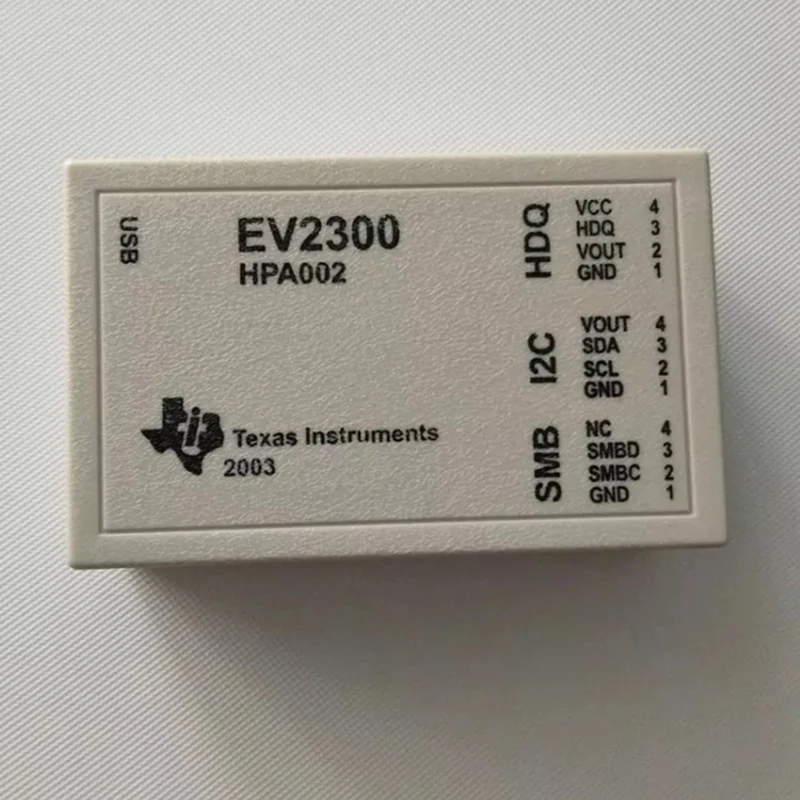 USB
EV2300
HPA002
Texas Instruments
2003
HDQ
VCC 4
HDQ 3
VOUT 2
GND 1
I2C
VOUT 4
SDA 3
SCL 2
GND 1
SMB
NC 4
SMBD 3
SMBC 2
GND 1